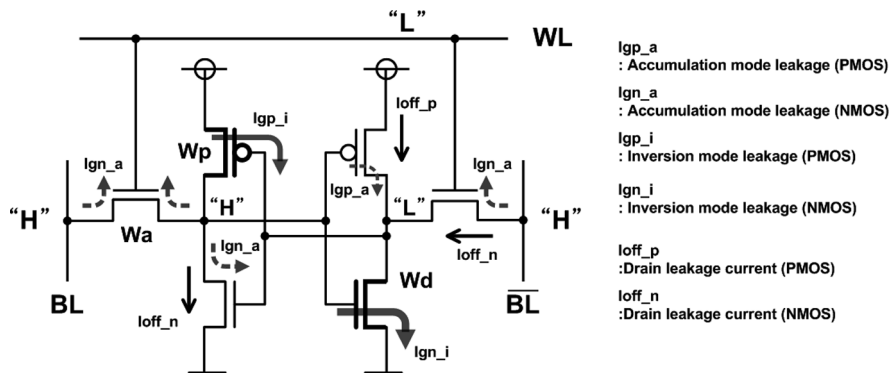 "L"
WL
Igp_i
Ioff_p
Wp
Ign_a
Igp_a
Ign_a
"H"
"H"
"L"
"H"
Wa
Ign_a
Ioff_n
Wd
BL
Ioff_n
B̅L̅
Ign_i
Igp_a
: Accumulation mode leakage (PMOS)
Ign_a
: Accumulation mode leakage (NMOS)
Igp_i
: Inversion mode leakage (PMOS)
Ign_i
: Inversion mode leakage (NMOS)
Ioff_p
:Drain leakage current (PMOS)
Ioff_n
:Drain leakage current (NMOS)